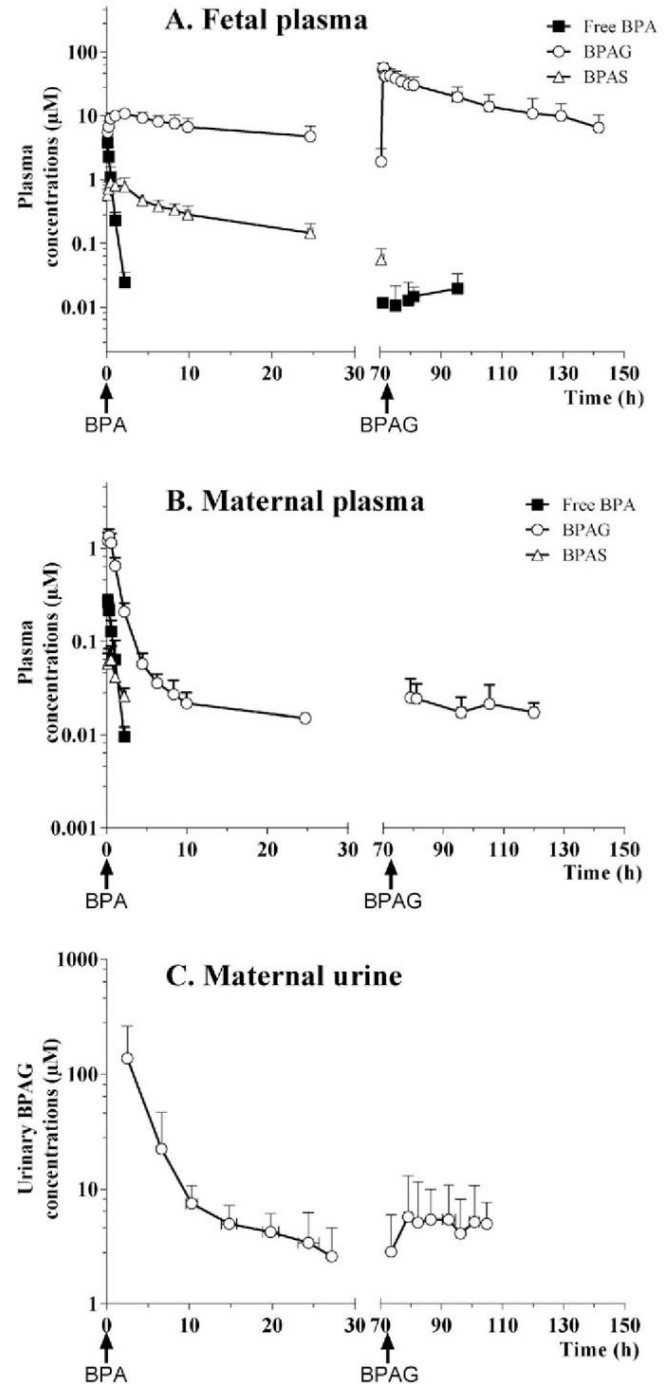 A. Fetal plasma
Free BPA
BPAG
BPAS
Plasma
concentrations (µM)
100
10
1
0.1
0.01
0 10 20 30 70 90 110 130 150
Time (h)
BPA BPAG
B. Maternal plasma
Free BPA
BPAG
BPAS
Plasma
concentrations (µM)
1
0.1
0.01
0.001
0 10 20 30 70 90 110 130 150
Time (h)
BPA BPAG
C. Maternal urine
Urinary BPAG
concentrations (µM)
1000
100
10
1
0 10 20 30 70 90 110 130 150
Time (h)
BPA BPAG